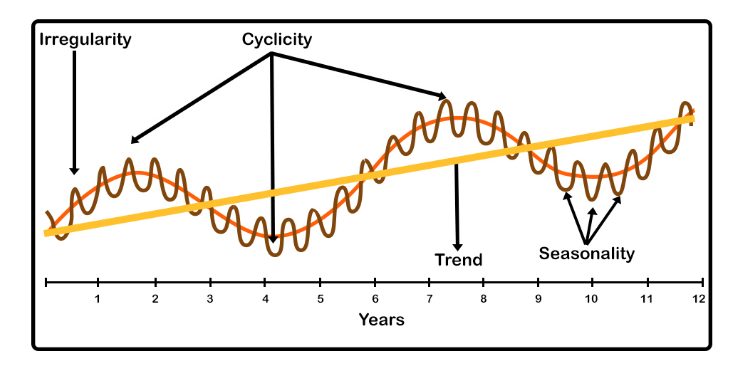 Irregularity
Cyclicity
Trend
Seasonality
1 2 3 4 5 6 7 8 9 10 11 12
Years